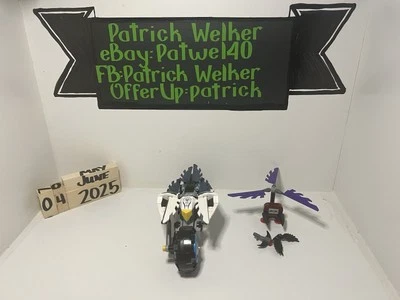 Patrick Welker
eBay: Patwel40
FB: Patrick Welker
OfferUp: patrick
MAY
JUNE
04 2025